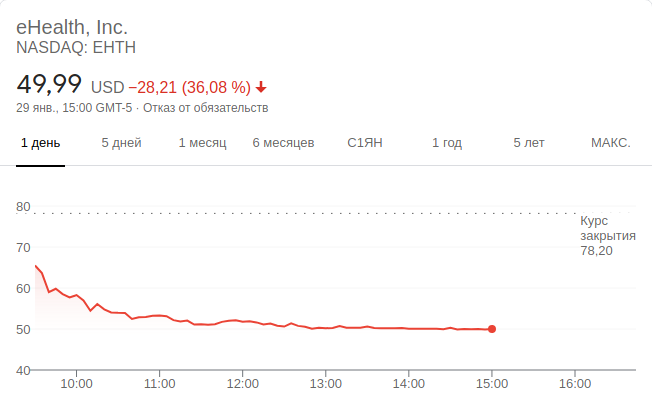 eHealth, Inc.
NASDAQ: EHTH
49,99 USD −28,21 (36,08 %)
29 янв., 15:00 GMT-5 · Отказ от обязательств
1 день 5 дней 1 месяц 6 месяцев С1ЯН 1 год 5 лет МАКС.
80
Курс
закрытия
78,20
70
60
50
40
10:00 11:00 12:00 13:00 14:00 15:00 16:00